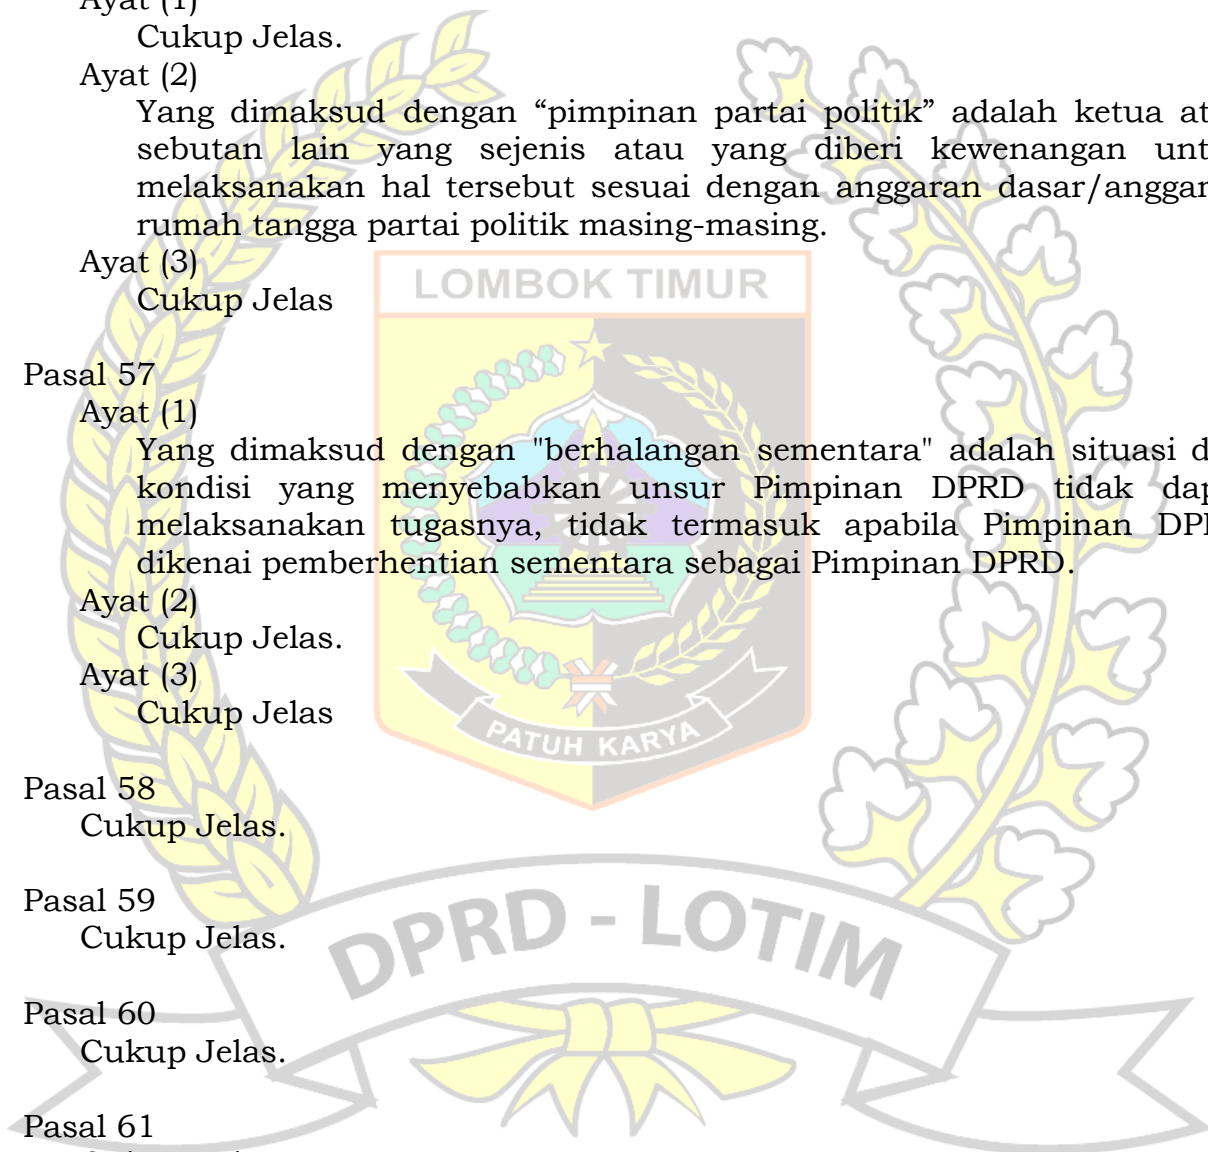 Ayat (1)
Cukup Jelas.
Ayat (2)
Yang dimaksud dengan “pimpinan partai politik” adalah ketua at
sebutan lain yang sejenis atau yang diberi kewenangan unt
melaksanakan hal tersebut sesuai dengan anggaran dasar/anggar
rumah tangga partai politik masing-masing.
Ayat (3)
Cukup Jelas
LOMBOK TIMUR
Pasal 57
Ayat (1)
Yang dimaksud dengan "berhalangan sementara" adalah situasi d
kondisi yang menyebabkan unsur Pimpinan DPRD tidak dap
melaksanakan tugasnya, tidak termasuk apabila Pimpinan DP
dikenai pemberhentian sementara sebagai Pimpinan DPRD.
Ayat (2)
Cukup Jelas.
Ayat (3)
Cukup Jelas
PATUH KARYA
Pasal 58
Cukup Jelas.
Pasal 59
Cukup Jelas.
DPRD - LOTIM
Pasal 60
Cukup Jelas.
Pasal 61